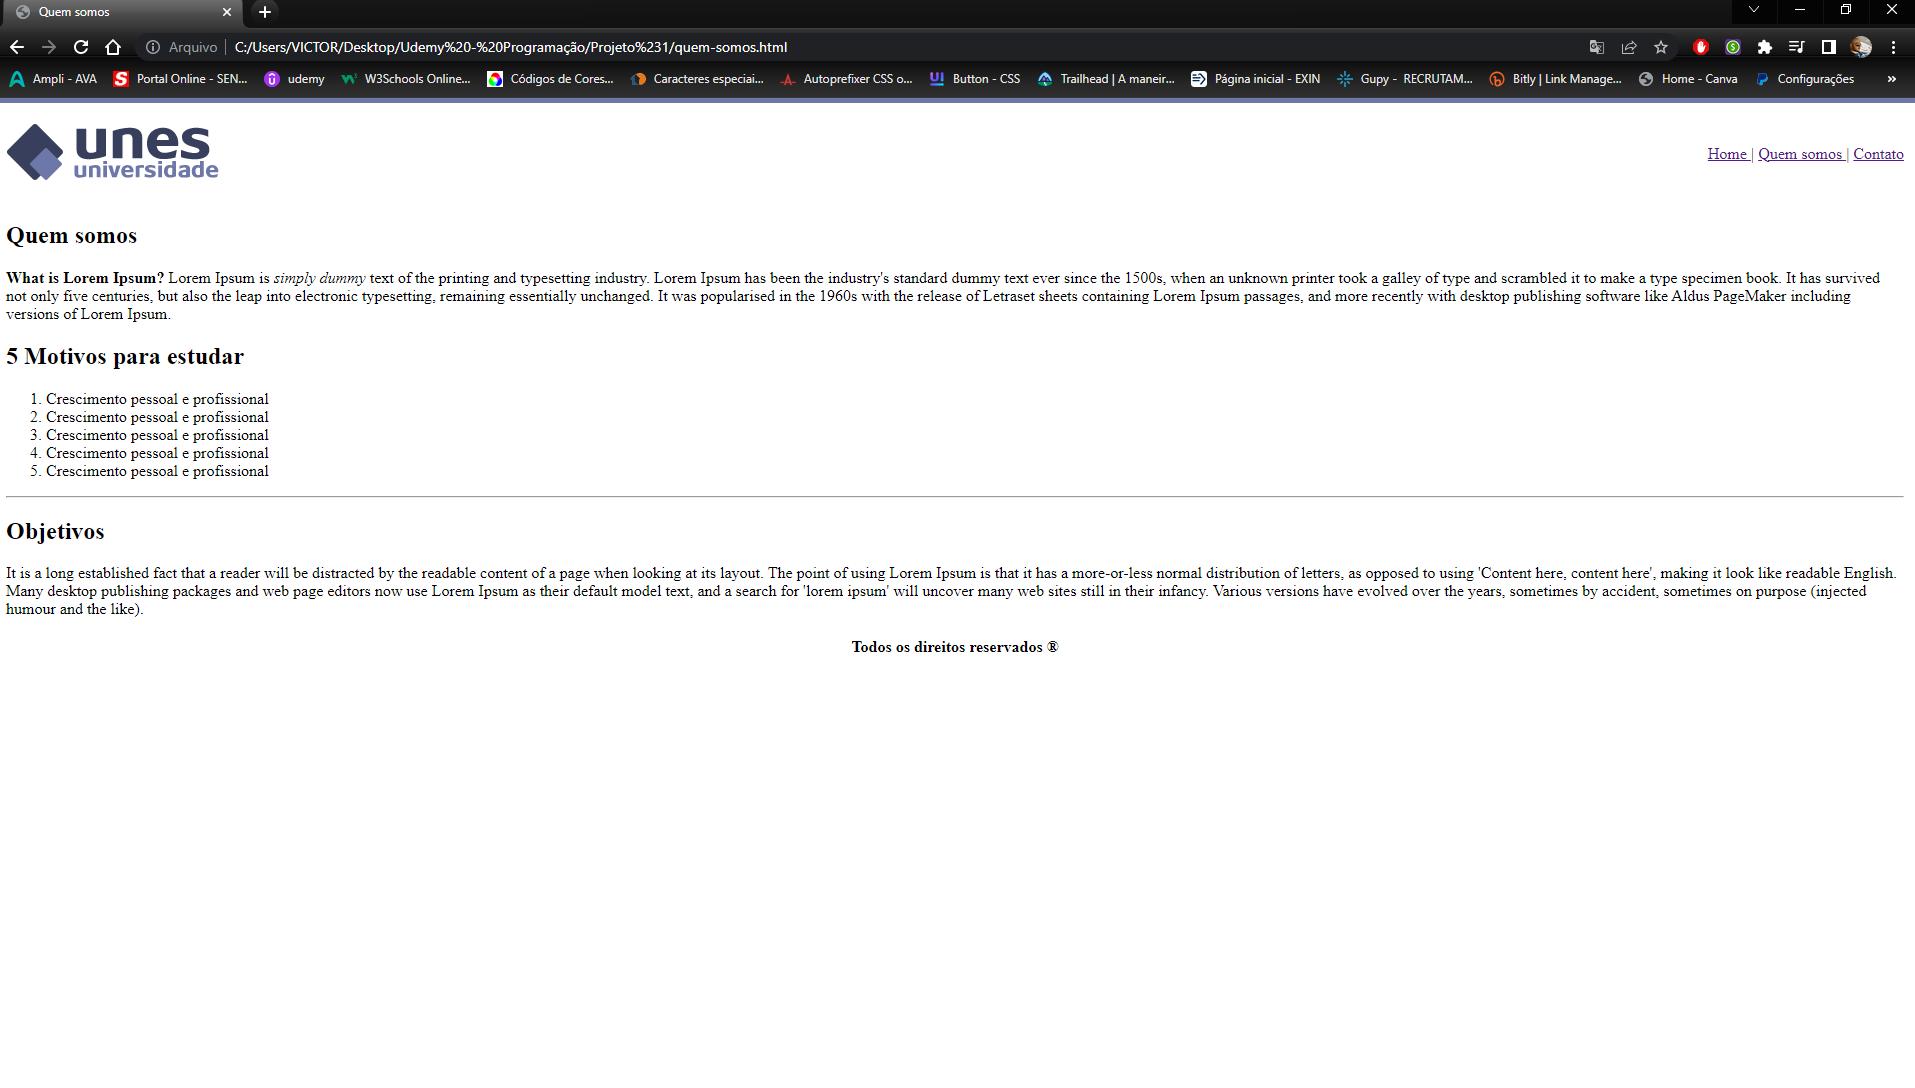 Quem somos
Arquivo | C:/Users/VICTOR/Desktop/Udemy%20-%20Programação/Projeto%231/quem-somos.html
Ampli - AVA Portal Online - SEN... udemy W3Schools Online... Códigos de Cores... Caracteres especiai... Autoprefixer CSS o... Button - CSS Trailhead | A maneir... Página inicial - EXIN Gupy - RECRUTAM... Bitly | Link Manage... Home - Canva Configurações »
unes
universidade
Home | Quem somos | Contato
Quem somos
What is Lorem Ipsum? Lorem Ipsum is simply dummy text of the printing and typesetting industry. Lorem Ipsum has been the industry's standard dummy text ever since the 1500s, when an unknown printer took a galley of type and scrambled it to make a type specimen book. It has survived
not only five centuries, but also the leap into electronic typesetting, remaining essentially unchanged. It was popularised in the 1960s with the release of Letraset sheets containing Lorem Ipsum passages, and more recently with desktop publishing software like Aldus PageMaker including
versions of Lorem Ipsum.
5 Motivos para estudar
1. Crescimento pessoal e profissional
2. Crescimento pessoal e profissional
3. Crescimento pessoal e profissional
4. Crescimento pessoal e profissional
5. Crescimento pessoal e profissional
Objetivos
It is a long established fact that a reader will be distracted by the readable content of a page when looking at its layout. The point of using Lorem Ipsum is that it has a more-or-less normal distribution of letters, as opposed to using 'Content here, content here', making it look like readable English.
Many desktop publishing packages and web page editors now use Lorem Ipsum as their default model text, and a search for 'lorem ipsum' will uncover many web sites still in their infancy. Various versions have evolved over the years, sometimes by accident, sometimes on purpose (injected
humour and the like).
Todos os direitos reservados ®